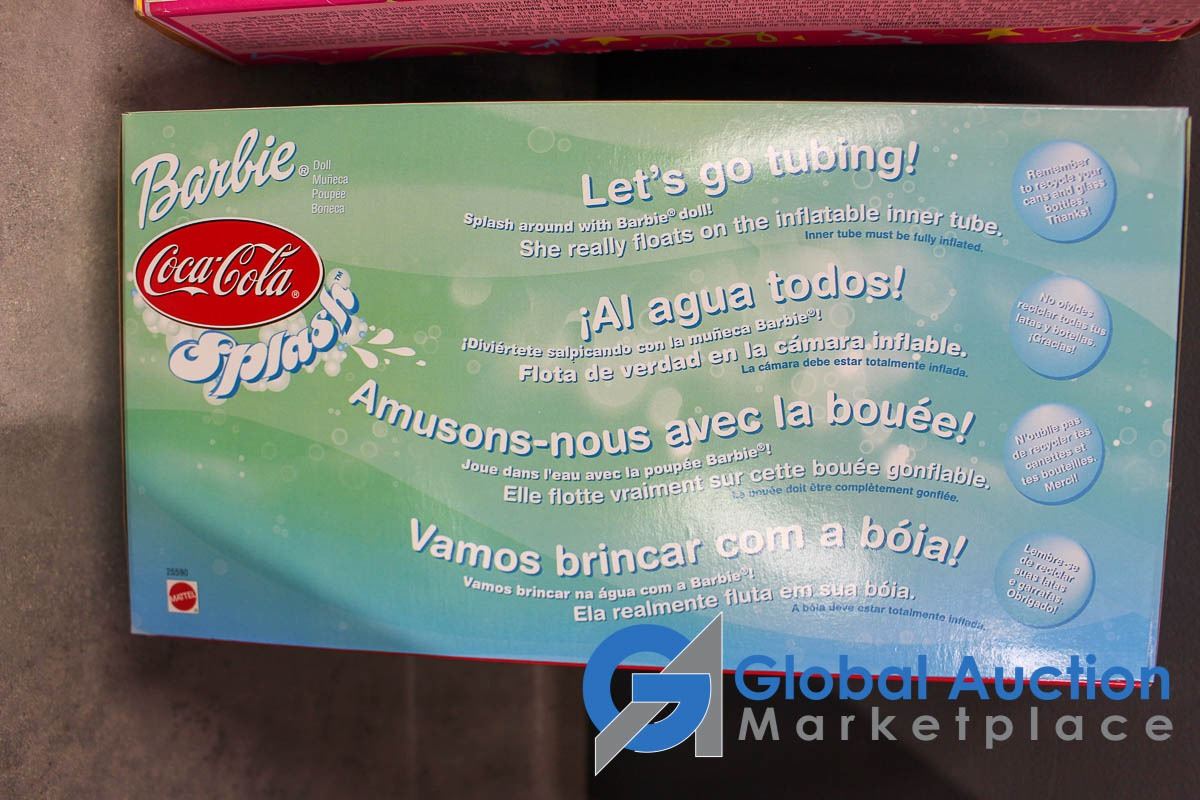 Barbie®
Doll
Muñeca
Poupée
Boneca
Coca-Cola®
Splash™
Let's go tubing!
Splash around with Barbie® doll!
She really floats on the inflatable inner tube.
Inner tube must be fully inflated.
Remember
to recycle your
cans and glass
bottles.
Thanks!
¡Al agua todos!
¡Diviértete salpicando con la muñeca Barbie®!
Flota de verdad en la cámara inflable.
La cámara debe estar totalmente inflada.
No olvides
reciclar todas tus
latas y botellas.
¡Gracias!
Amusons-nous avec la bouée!
Joue dans l'eau avec la poupée Barbie®!
Elle flotte vraiment sur cette bouée gonflable.
La bouée doit être complètement gonflée.
N'oublie pas
de recycler tes
canettes et
tes bouteilles.
Merci!
Vamos brincar com a bóia!
Vamos brincar na água com a Barbie®!
Ela realmente fluta em sua bóia.
A bóia deve estar totalmente inflada.
Lembre-se
de reciclar
suas latas
e garrafas.
Obrigado!
25590
MATTEL
GA
Global Auction
Marketplace